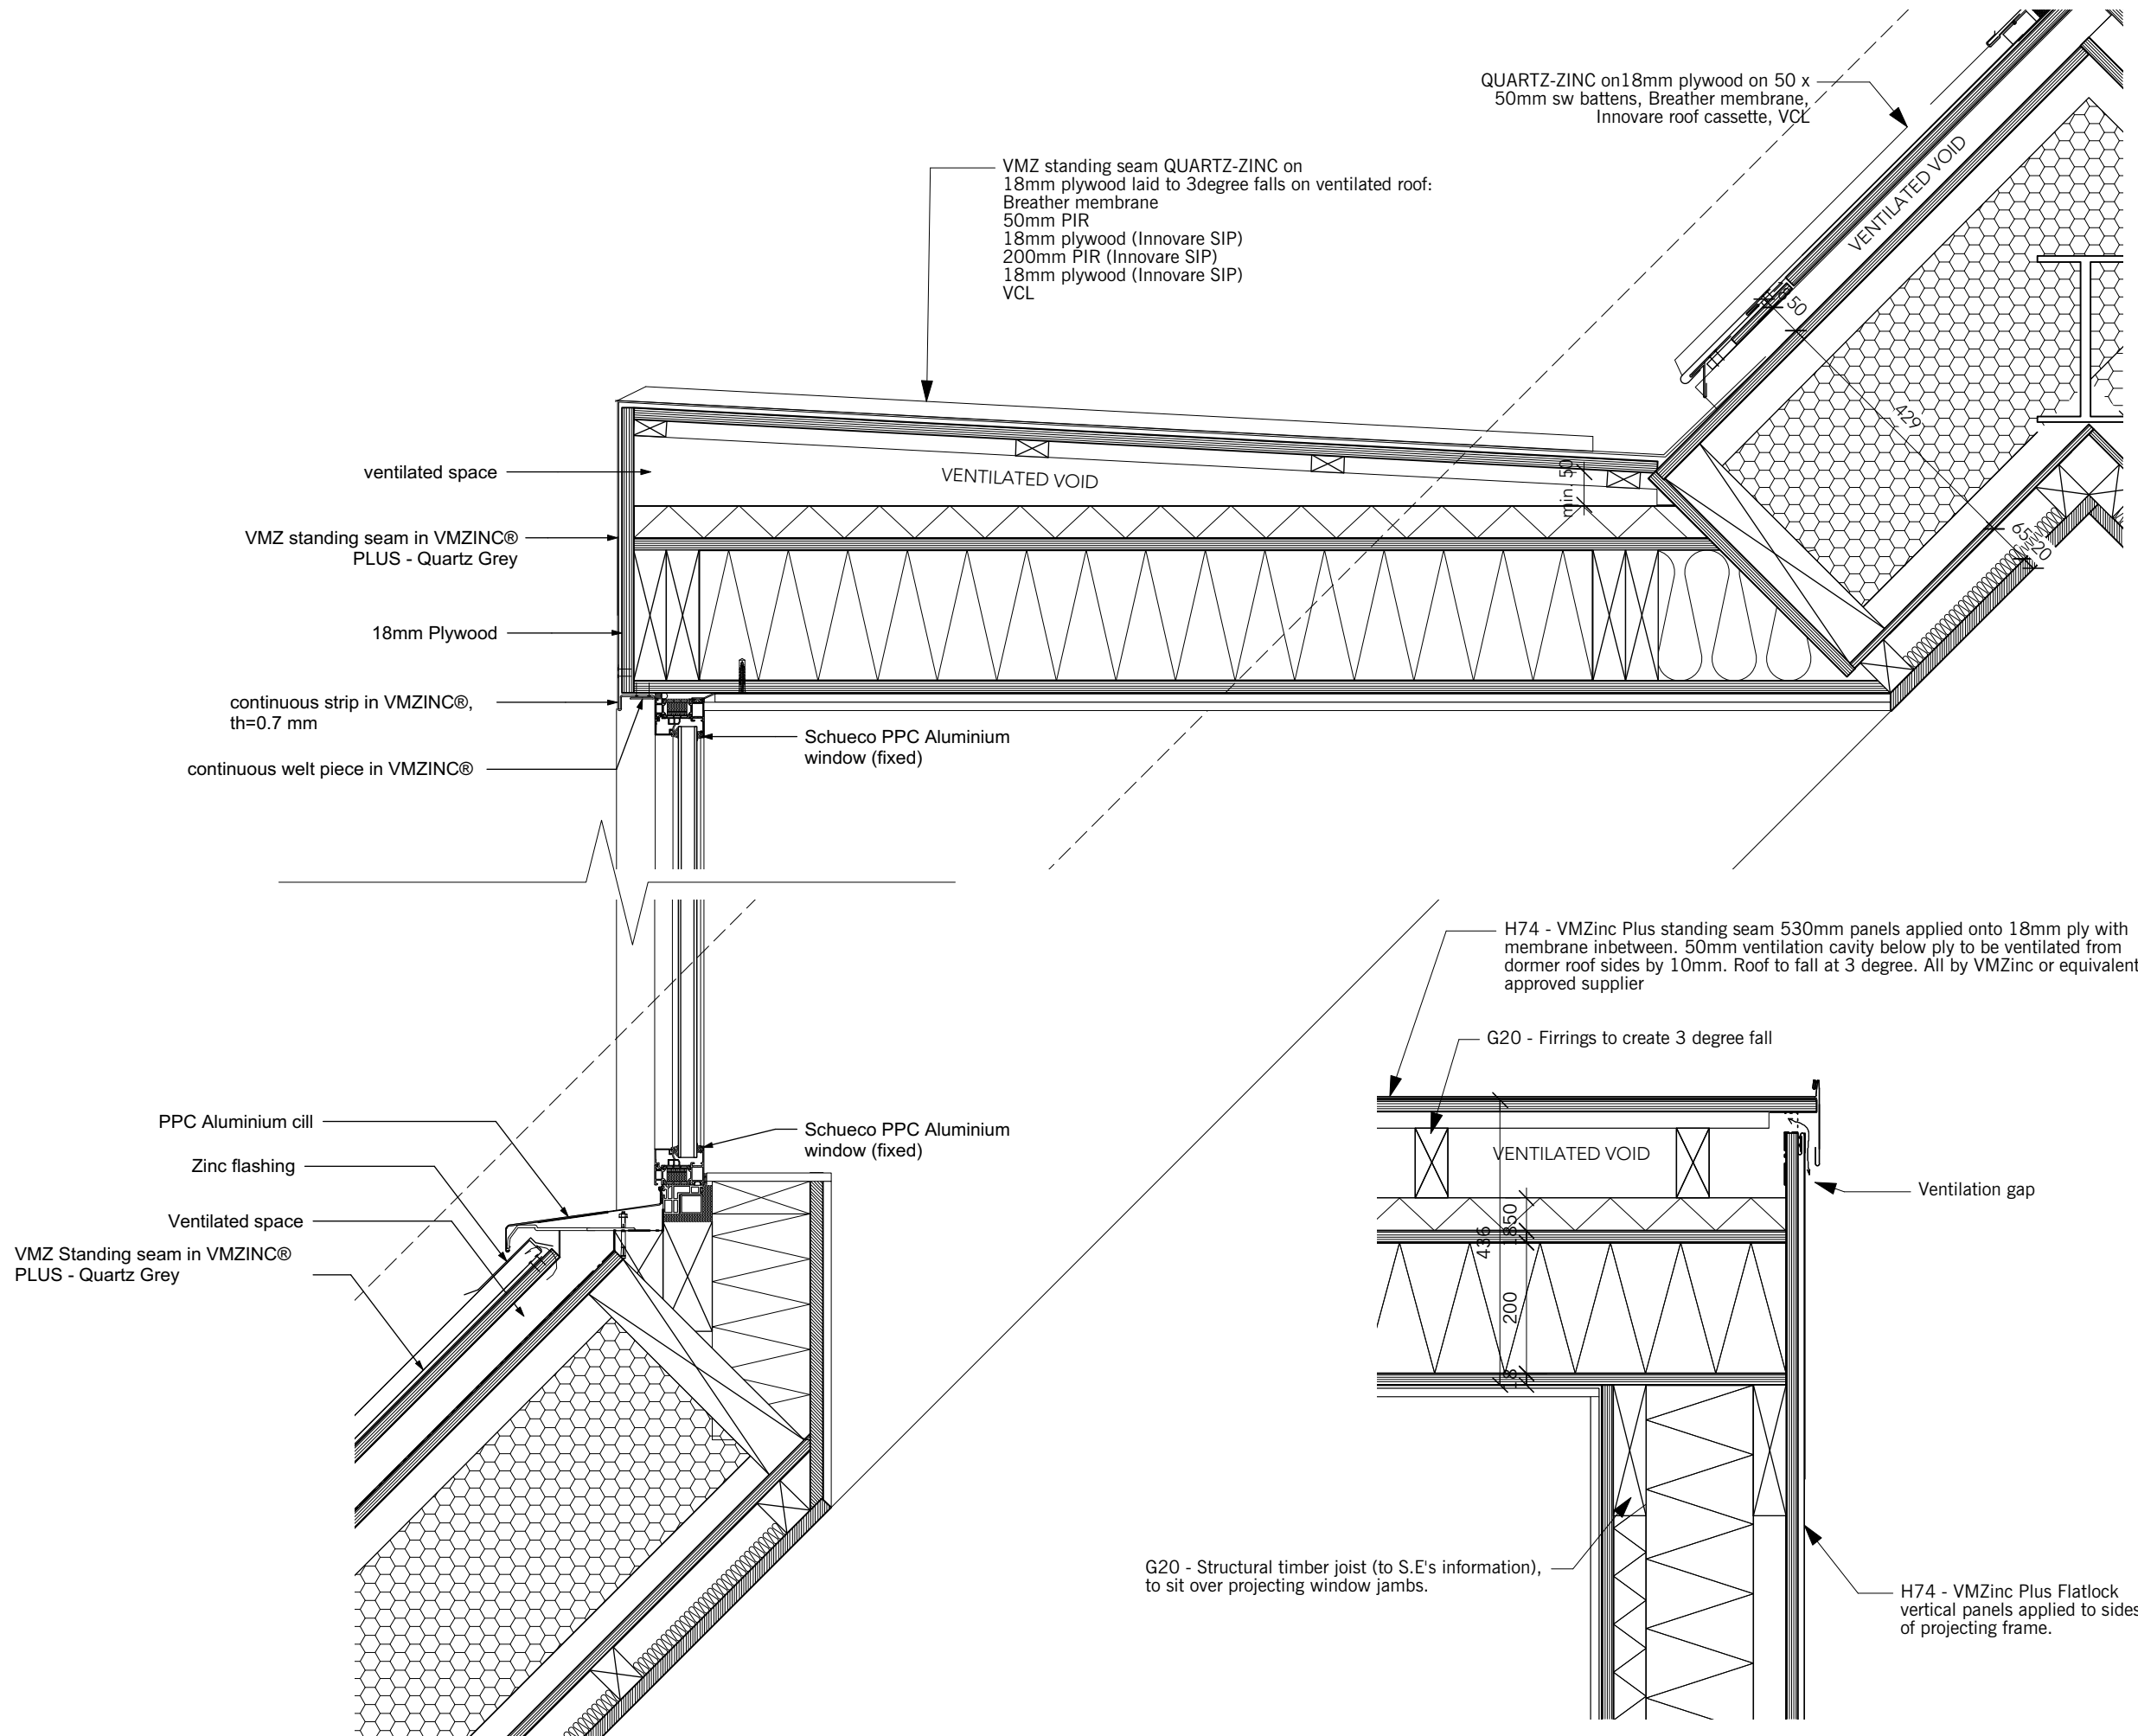 QUARTZ-ZINC on18mm plywood on 50 x
50mm sw battens, Breather membrane,
Innovare roof cassette, VCL
VENTILATED VOID
VMZ standing seam QUARTZ-ZINC on
18mm plywood laid to 3degree falls on ventilated roof:
Breather membrane
50mm PIR
18mm plywood (Innovare SIP)
200mm PIR (Innovare SIP)
18mm plywood (Innovare SIP)
VCL
50
429
65
20
ventilated space
VENTILATED VOID
min. 50
VMZ standing seam in VMZINC®
PLUS - Quartz Grey
18mm Plywood
continuous strip in VMZINC®,
th=0.7 mm
continuous welt piece in VMZINC®
Schueco PPC Aluminium
window (fixed)
H74 - VMZinc Plus standing seam 530mm panels applied onto 18mm ply with
membrane inbetween. 50mm ventilation cavity below ply to be ventilated from
dormer roof sides by 10mm. Roof to fall at 3 degree. All by VMZinc or equivalent
approved supplier
G20 - Firrings to create 3 degree fall
PPC Aluminium cill
Zinc flashing
Ventilated space
VMZ Standing seam in VMZINC®
PLUS - Quartz Grey
Schueco PPC Aluminium
window (fixed)
VENTILATED VOID
Ventilation gap
50
18
436
200
18
G20 - Structural timber joist (to S.E's information),
to sit over projecting window jambs.
H74 - VMZinc Plus Flatlock
vertical panels applied to sides
of projecting frame.